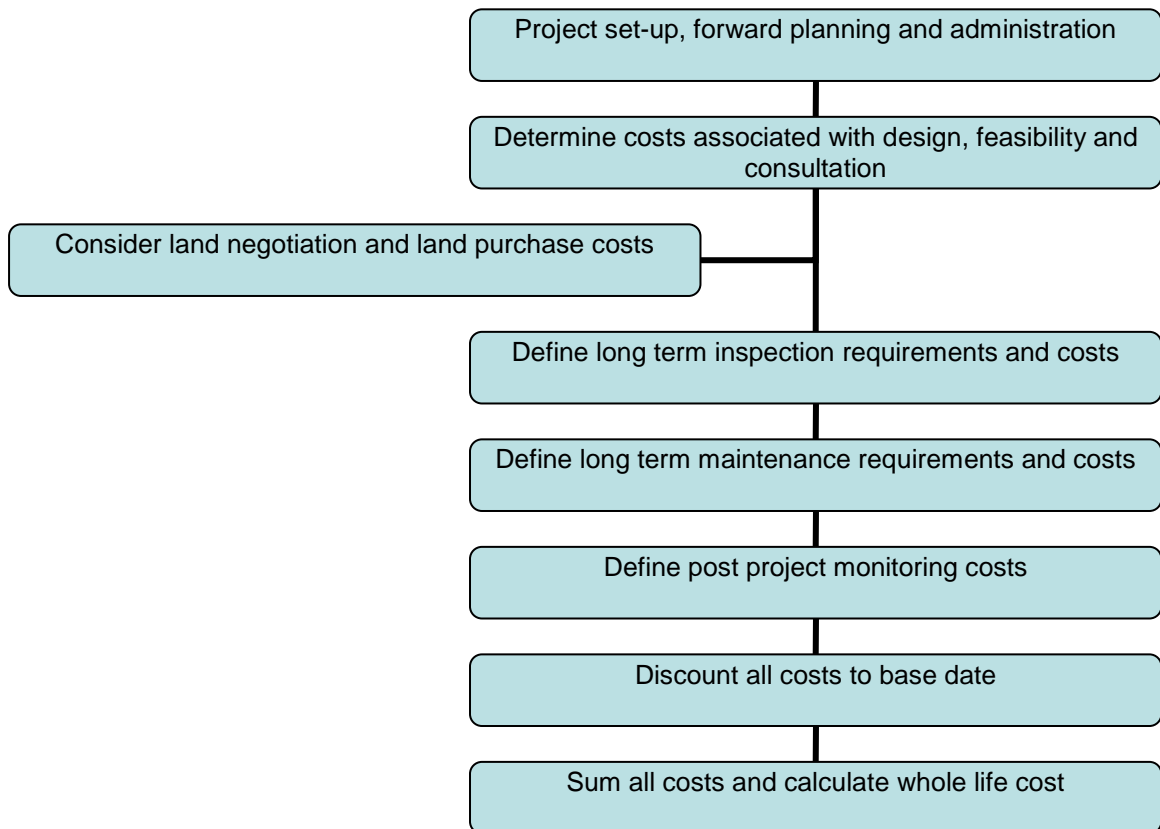 Project set-up, forward planning and administration
Determine costs associated with design, feasibility and
consultation
Consider land negotiation and land purchase costs
Define long term inspection requirements and costs
Define long term maintenance requirements and costs
Define post project monitoring costs
Discount all costs to base date
Sum all costs and calculate whole life cost